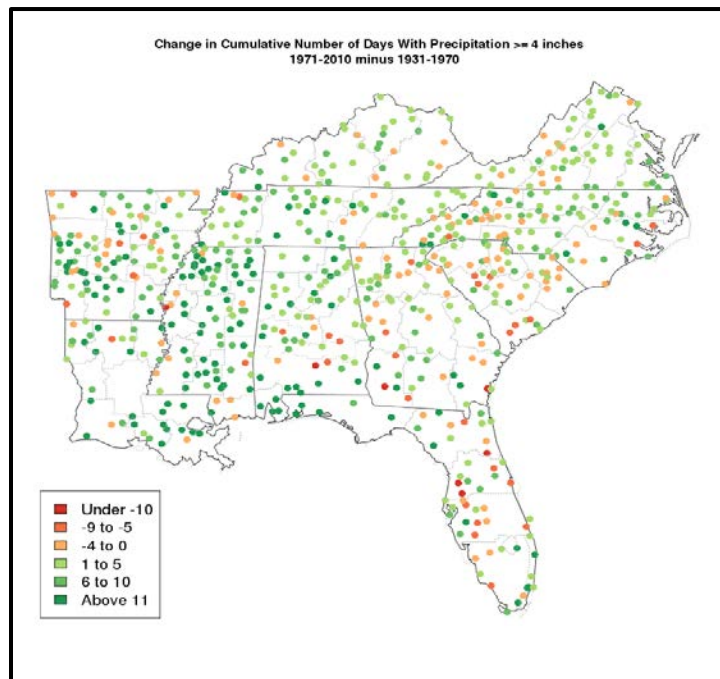 Change in Cumulative Number of Days With Precipitation >= 4 inches
1971-2010 minus 1931-1970
Under -10
-9 to -5
-4 to 0
1 to 5
6 to 10
Above 11